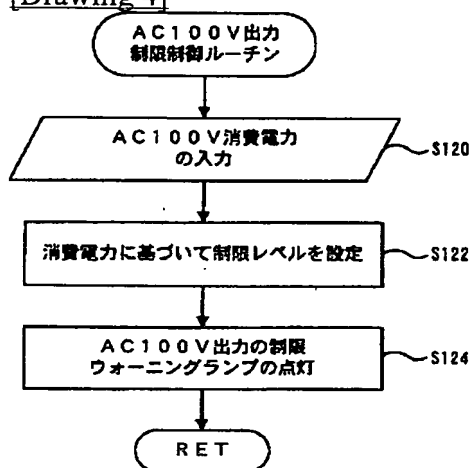 [Drawing V]
AC100V出力
制限制御ルーチン
AC100V消費電力
の入力
S120
消費電力に基づいて制限レベルを設定
S122
AC100V出力の制限
ウォーニングランプの点灯
S124
RET